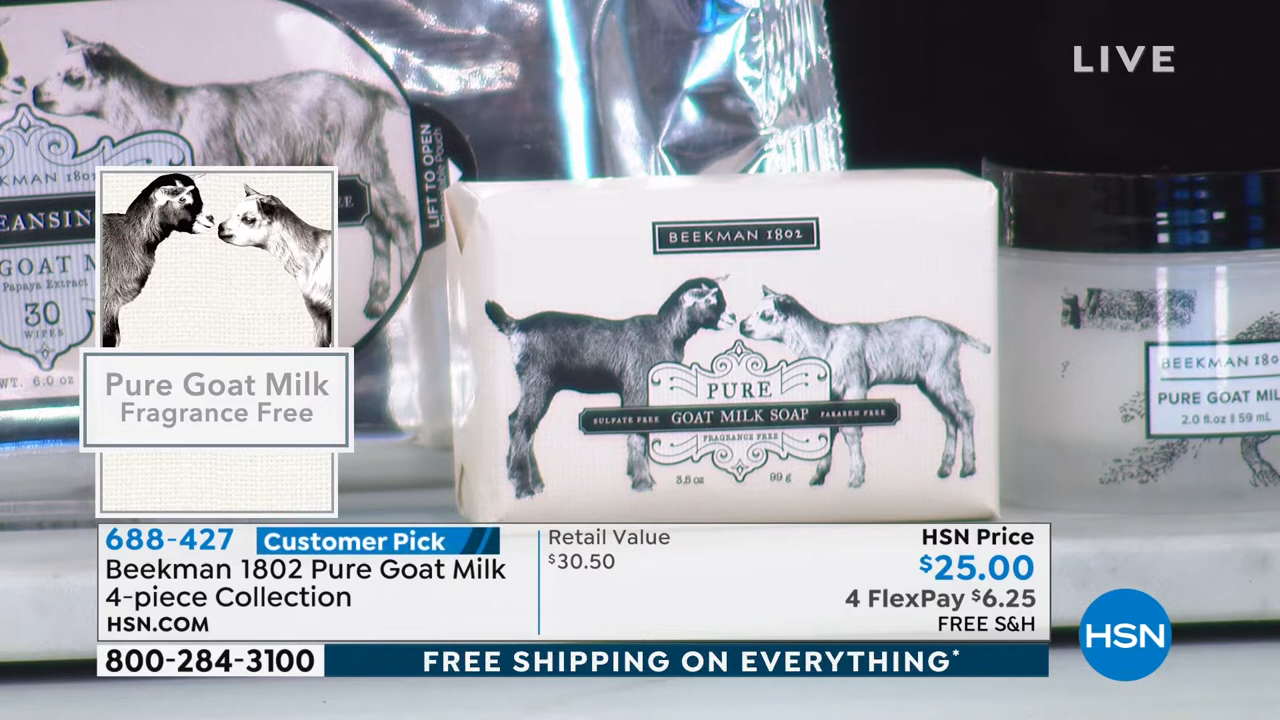 LIVE
LIFT TO OPEN
Pouch
KMAN 1802
EANSIN
GOAT M
Papaya Extract
30
WIPES
WT. 6.0 oz
BEEKMAN 1802
PURE
SULFATE FREE GOAT MILK SOAP PARABEN FREE
FRAGRANCE FREE
3.5 oz 99 g
BEEKMAN 180
PURE GOAT MIL
2.0 fl.oz | 59 mL
Pure Goat Milk
Fragrance Free
688-427 Customer Pick
Beekman 1802 Pure Goat Milk
4-piece Collection
HSN.COM
Retail Value
$30.50
HSN Price
$25.00
4 FlexPay $6.25
FREE S&H
HSN
800-284-3100 FREE SHIPPING ON EVERYTHING*